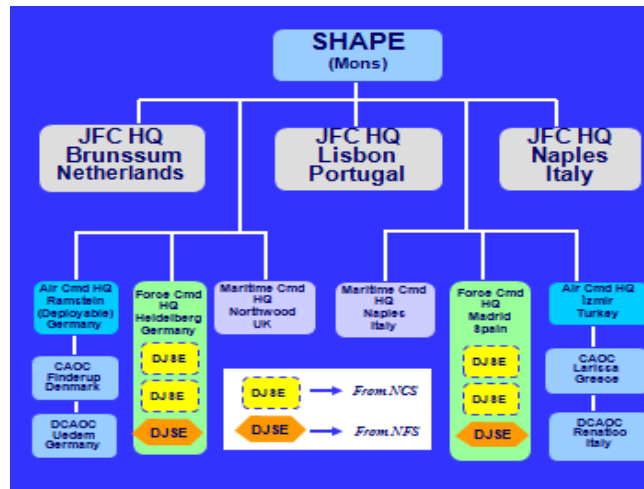 SHAPE
(Mons)
JFC HQ
Brunssum
Netherlands
JFC HQ
Lisbon
Portugal
JFC HQ
Naples
Italy
Air Cmd HQ
Ramstein
(Deployable)
Germany
Force Cmd
HQ
Heidelberg
Germany
Maritime Cmd
HQ
Northwood
UK
Maritime Cmd
HQ
Naples
Italy
Force Cmd
HQ
Madrid
Spain
Air Cmd HQ
İzmir
Turkey
CAOC
Finderup
Denmark
DCAOC
Uedem
Germany
DJSE
DJSE
DJSE
DJSE From NCS
DJSE From NFS
DJSE
DJSE
DJSE
CAOC
Larissa
Greece
DCAOC
Renatico
Italy